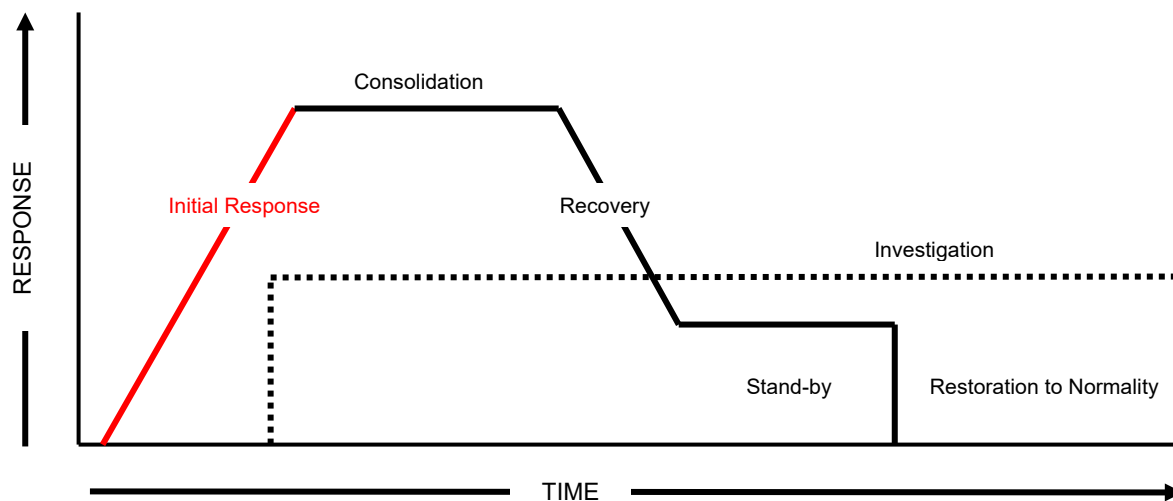 Consolidation
Initial Response
Recovery
RESPONSE
Investigation
Stand-by
Restoration to Normality
TIME